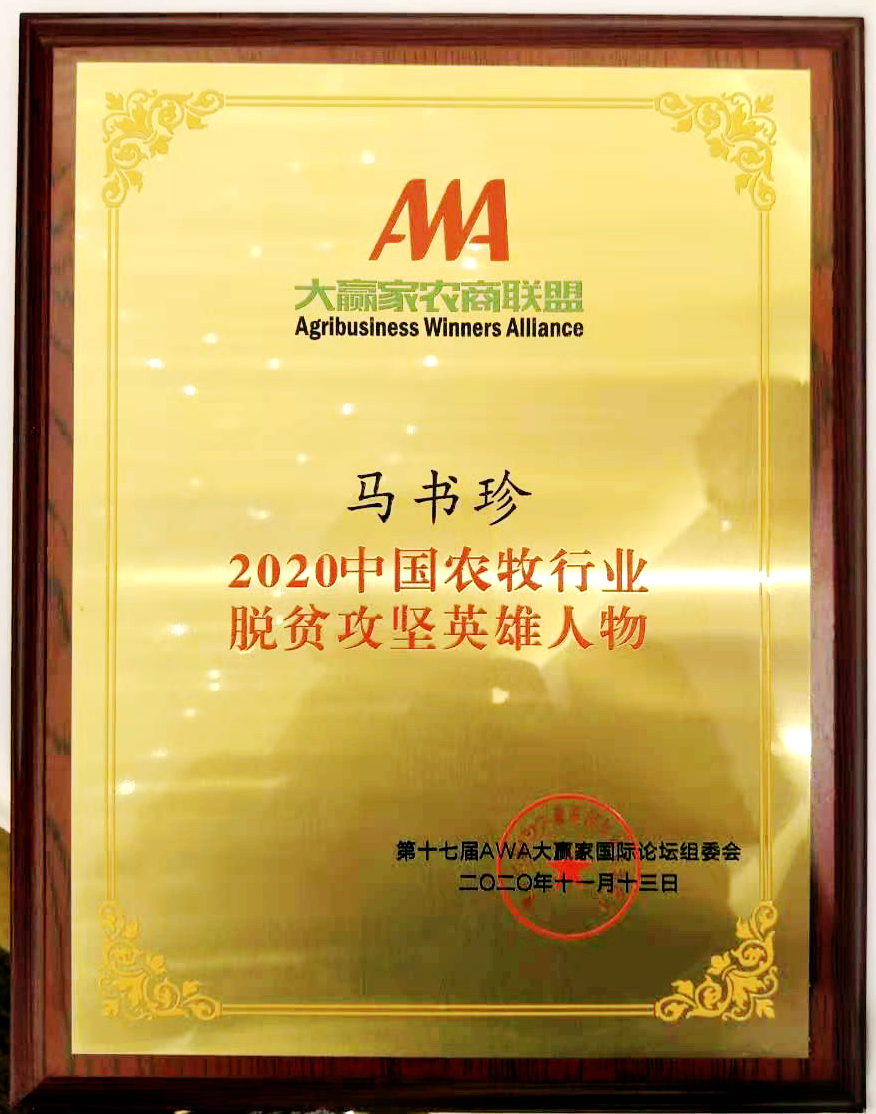 AWA
大赢家农商联盟
Agribusiness Winners Alliance
马书珍
2020中国农牧行业
脱贫攻坚英雄人物
第十七届AWA大赢家国际论坛组委会
二〇二〇年十一月十三日